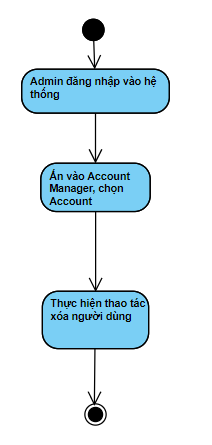 Admin đăng nhập vào hệ
thống
Ấn vào Account
Manager, chọn
Account
Thực hiện thao tác
xóa người dùng